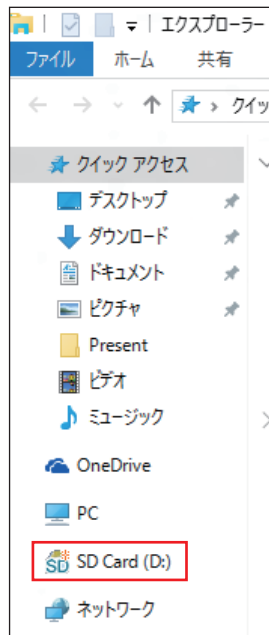 エクスプローラー
ファイル ホーム 共有
クイッ
クイック アクセス
デスクトップ
ダウンロード
ドキュメント
ピクチャ
Present
ビデオ
ミュージック
OneDrive
PC
SD SD Card (D:)
ネットワーク